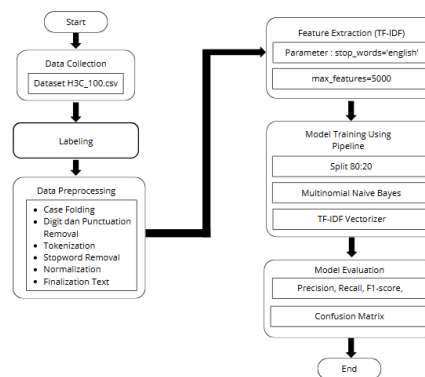 Start
Data Collection
Dataset H3C_100.csv
Labeling
Data Preprocessing
• Case Folding
• Digit dan Punctuation
Removal
• Tokenization
• Stopword Removal
• Normalization
• Finalization Text
Feature Extraction (TF-IDF)
Parameter : stop_words='english'
max_features=5000
Model Training Using
Pipeline
Split 80:20
Multinomial Naive Bayes
TF-IDF Vectorizer
Model Evaluation
Precision, Recall, F1-score,
Confusion Matrix
End